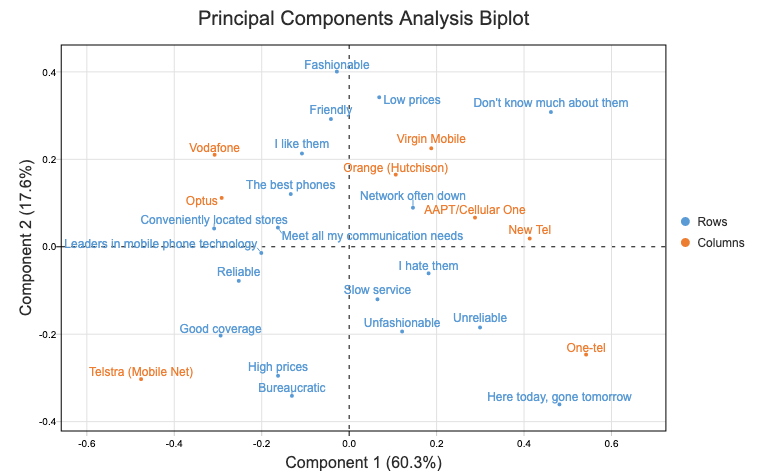 Principal Components Analysis Biplot
Fashionable
0.4
Low prices
Don't know much about them
Friendly
Virgin Mobile
I like them
Vodafone
0.2
Orange (Hutchison)
The best phones
Network often down
Optus
AAPT/Cellular One
Conveniently located stores
Rows
New Tel
Meet all my communication needs
Leaders in mobile phone technology
0.0
Columns
I hate them
Reliable
Slow service
Unreliable
Unfashionable
Good coverage
-0.2
One-tel
High prices
Telstra (Mobile Net)
Bureaucratic
Here today, gone tomorrow
-0.4
-0.6 -0.4 -0.2 0.0 0.2 0.4 0.6
Component 1 (60.3%)
Component 2 (17.6%)